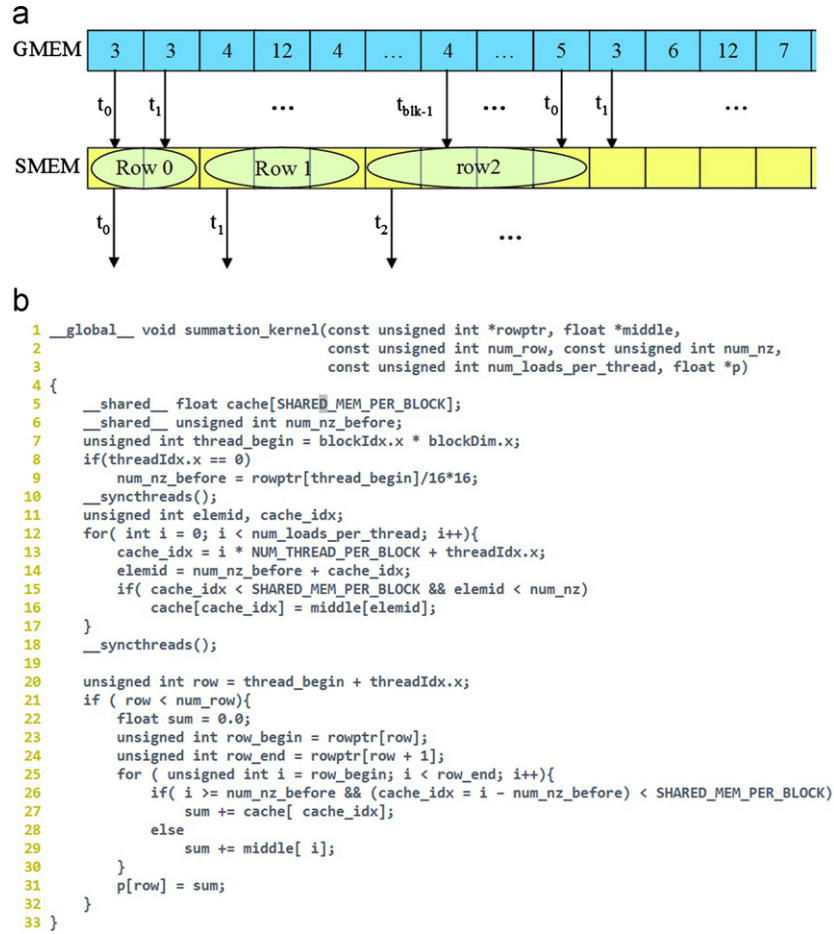 a
GMEM 3 3 4 12 4 ... 4 ... 5 3 6 12 7
t0 t1 ... tblk-1 ... t0 t1 ...
SMEM Row 0 Row 1 row2
t0 t1 t2 ...
b
1 __global__ void summation_kernel(const unsigned int *rowptr, float *middle,
2 const unsigned int num_row, const unsigned int num_nz,
3 const unsigned int num_loads_per_thread, float *p)
4 {
5 __shared__ float cache[SHARED_MEM_PER_BLOCK];
6 __shared__ unsigned int num_nz_before;
7 unsigned int thread_begin = blockIdx.x * blockDim.x;
8 if(threadIdx.x == 0)
9 num_nz_before = rowptr[thread_begin]/16*16;
10 __syncthreads();
11 unsigned int elemid, cache_idx;
12 for( int i = 0; i < num_loads_per_thread; i++){
13 cache_idx = i * NUM_THREAD_PER_BLOCK + threadIdx.x;
14 elemid = num_nz_before + cache_idx;
15 if( cache_idx < SHARED_MEM_PER_BLOCK && elemid < num_nz)
16 cache[cache_idx] = middle[elemid];
17 }
18 __syncthreads();
19
20 unsigned int row = thread_begin + threadIdx.x;
21 if ( row < num_row){
22 float sum = 0.0;
23 unsigned int row_begin = rowptr[row];
24 unsigned int row_end = rowptr[row + 1];
25 for ( unsigned int i = row_begin; i < row_end; i++){
26 if( i >= num_nz_before && (cache_idx = i - num_nz_before) < SHARED_MEM_PER_BLOCK)
27 sum += cache[ cache_idx];
28 else
29 sum += middle[ i];
30 }
31 p[row] = sum;
32 }
33 }